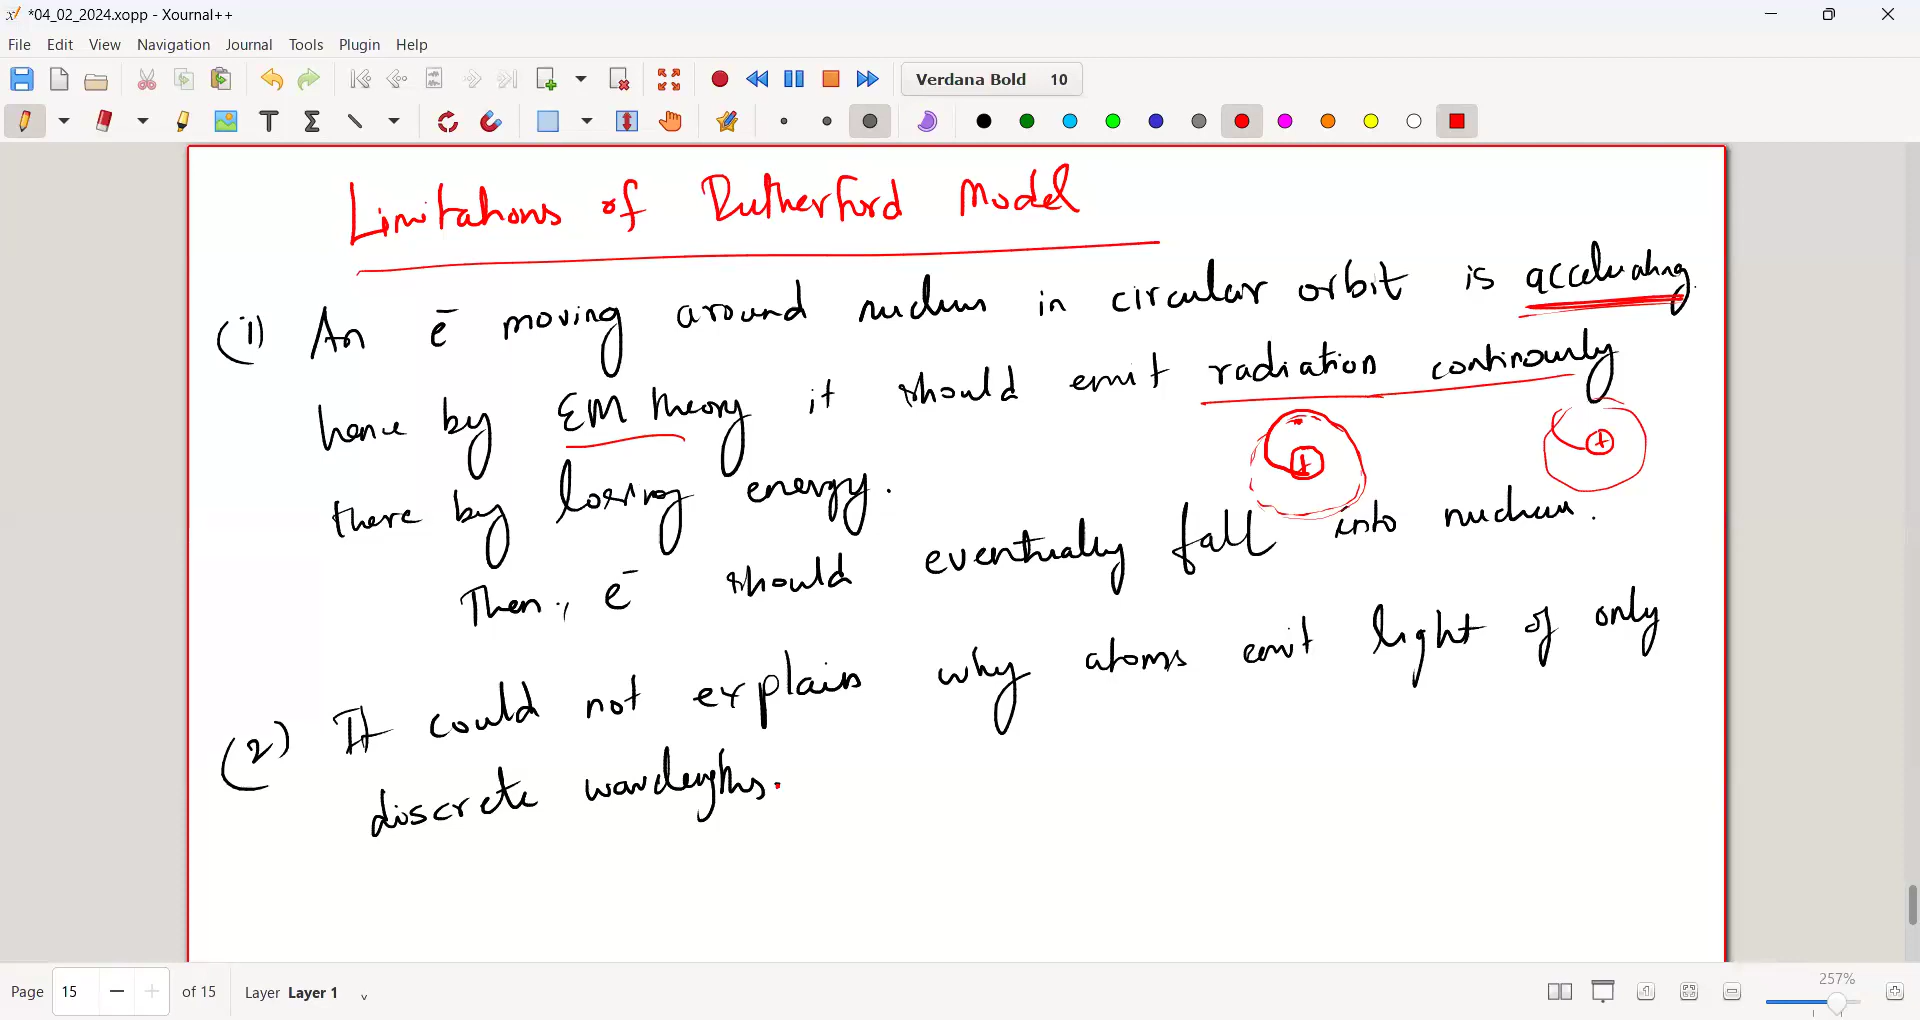 *04_02_2024.xopp - Xournal++
File Edit View Navigation Journal Tools Plugin Help
Verdana Bold 10
Limitations of Rutherford Model
(1) An e⁻ moving around nucleus in circular orbit is accelerating
hence by EM theory it should emit radiation continously
there by losing energy.
Then, e⁻ should eventually fall into nucleus.
(2) It could not explain why atoms emit light of only
discrete wavelengths.
Page 15 of 15 Layer Layer 1 257%